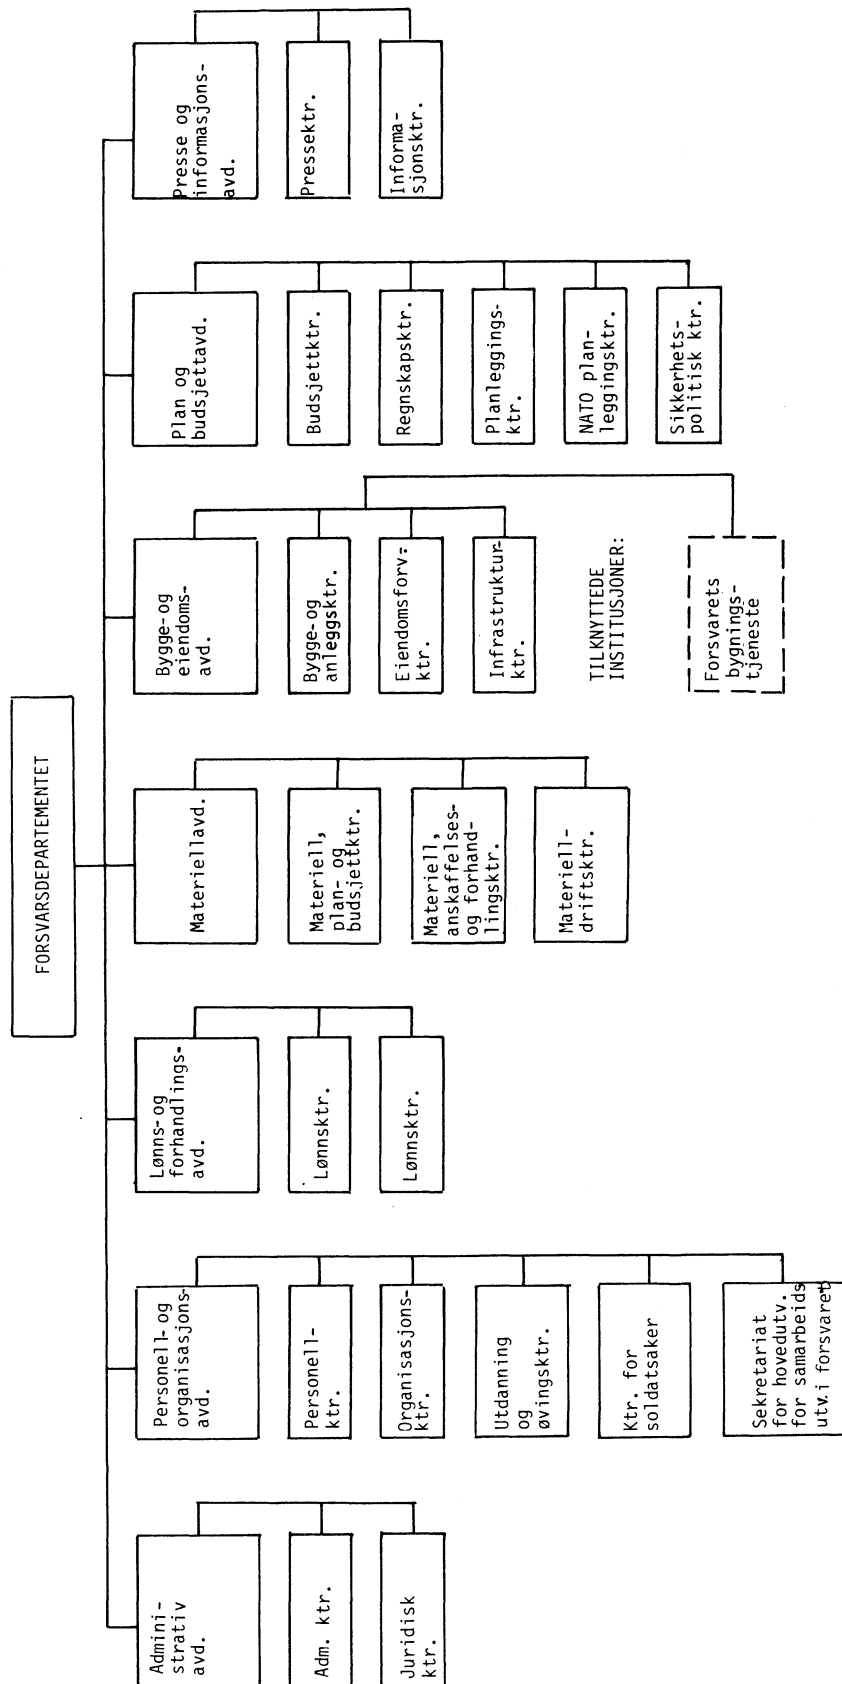 FORSVARSDEPARTEMENTET
Admini-
strativ
avd.
Adm. ktr.
Juridisk
ktr.
Personell- og
organisasjons-
avd.
Personell-
ktr.
Organisasjons-
ktr.
Utdanning
og
øvingsktr.
Ktr. for
soldatsaker
Sekretariat
for hovedutv.
for samarbeids
utv. i forsvaret
Lønns- og
forhandlings-
avd.
Lønnsktr.
Lønnsktr.
Materiellavd.
Materiell,
plan- og
budsjettktr.
Materiell,
anskaffelses-
og forhand-
lingsktr.
Materiell-
driftsktr.
Bygge- og
eiendoms-
avd.
Bygge- og
anleggsktr.
Eiendomsforv.-
ktr.
Infrastruktur-
ktr.
TILKNYTTEDE
INSTITUSJONER:
Forsvarets
bygnings-
tjeneste
Plan og
budsjettavd.
Budsjettktr.
Regnskapsktr.
Planleggings-
ktr.
NATO plan-
leggingsktr.
Sikkerhets-
politisk ktr.
Presse og
informasjons-
avd.
Pressektr.
Informa-
sjonsktr.